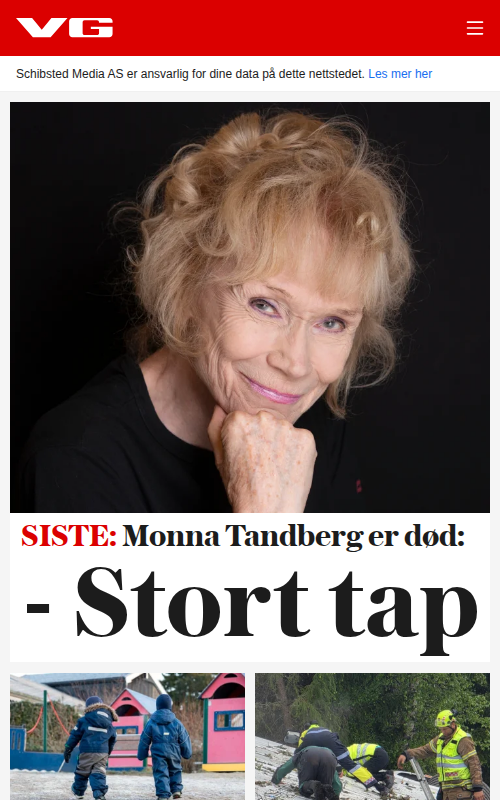 VG
Schibsted Media AS er ansvarlig for dine data på dette nettstedet. Les mer her
SISTE: Monna Tandberg er død:
- Stort tap